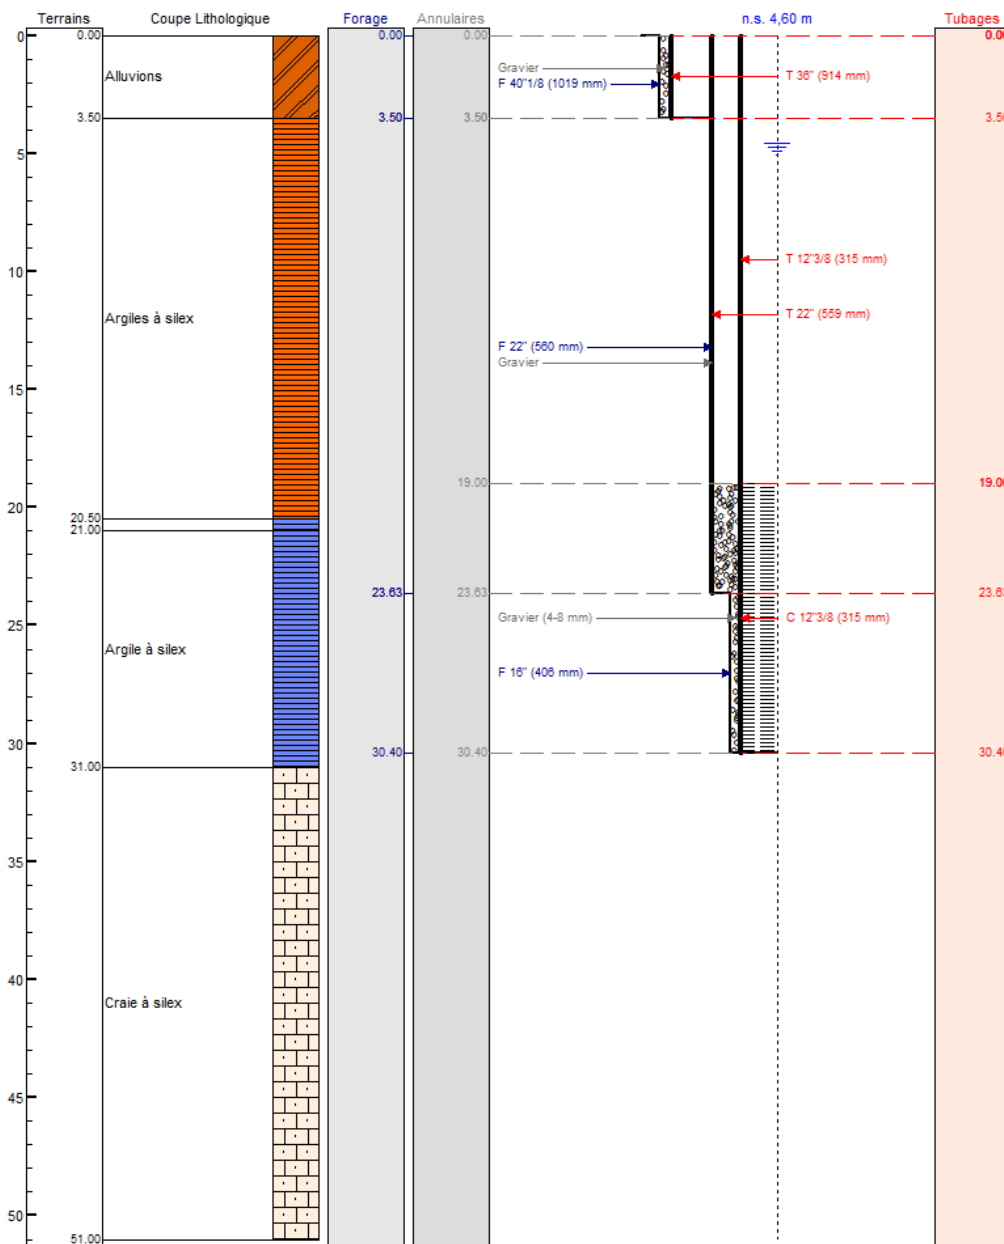 Terrains Coupe Lithologique Forage Annulaires n.s. 4,60 m Tubages
0 0.00 0.00 0.00 0.00
Gravier
Alluvions T 36" (914 mm)
F 40"1/8 (1019 mm)
3.50 3.50 3.50 3.50
5
10 T 12"3/8 (315 mm)
Argiles à silex T 22" (559 mm)
F 22" (560 mm)
Gravier
15
19.00 19.00
20
20.50
21.00
23.63 23.63 23.63
Gravier (4-8 mm) C 12"3/8 (315 mm)
25
Argile à silex
F 16" (406 mm)
30 30.40 30.40 30.40
31.00
35
40
Craie à silex
45
50
51.00